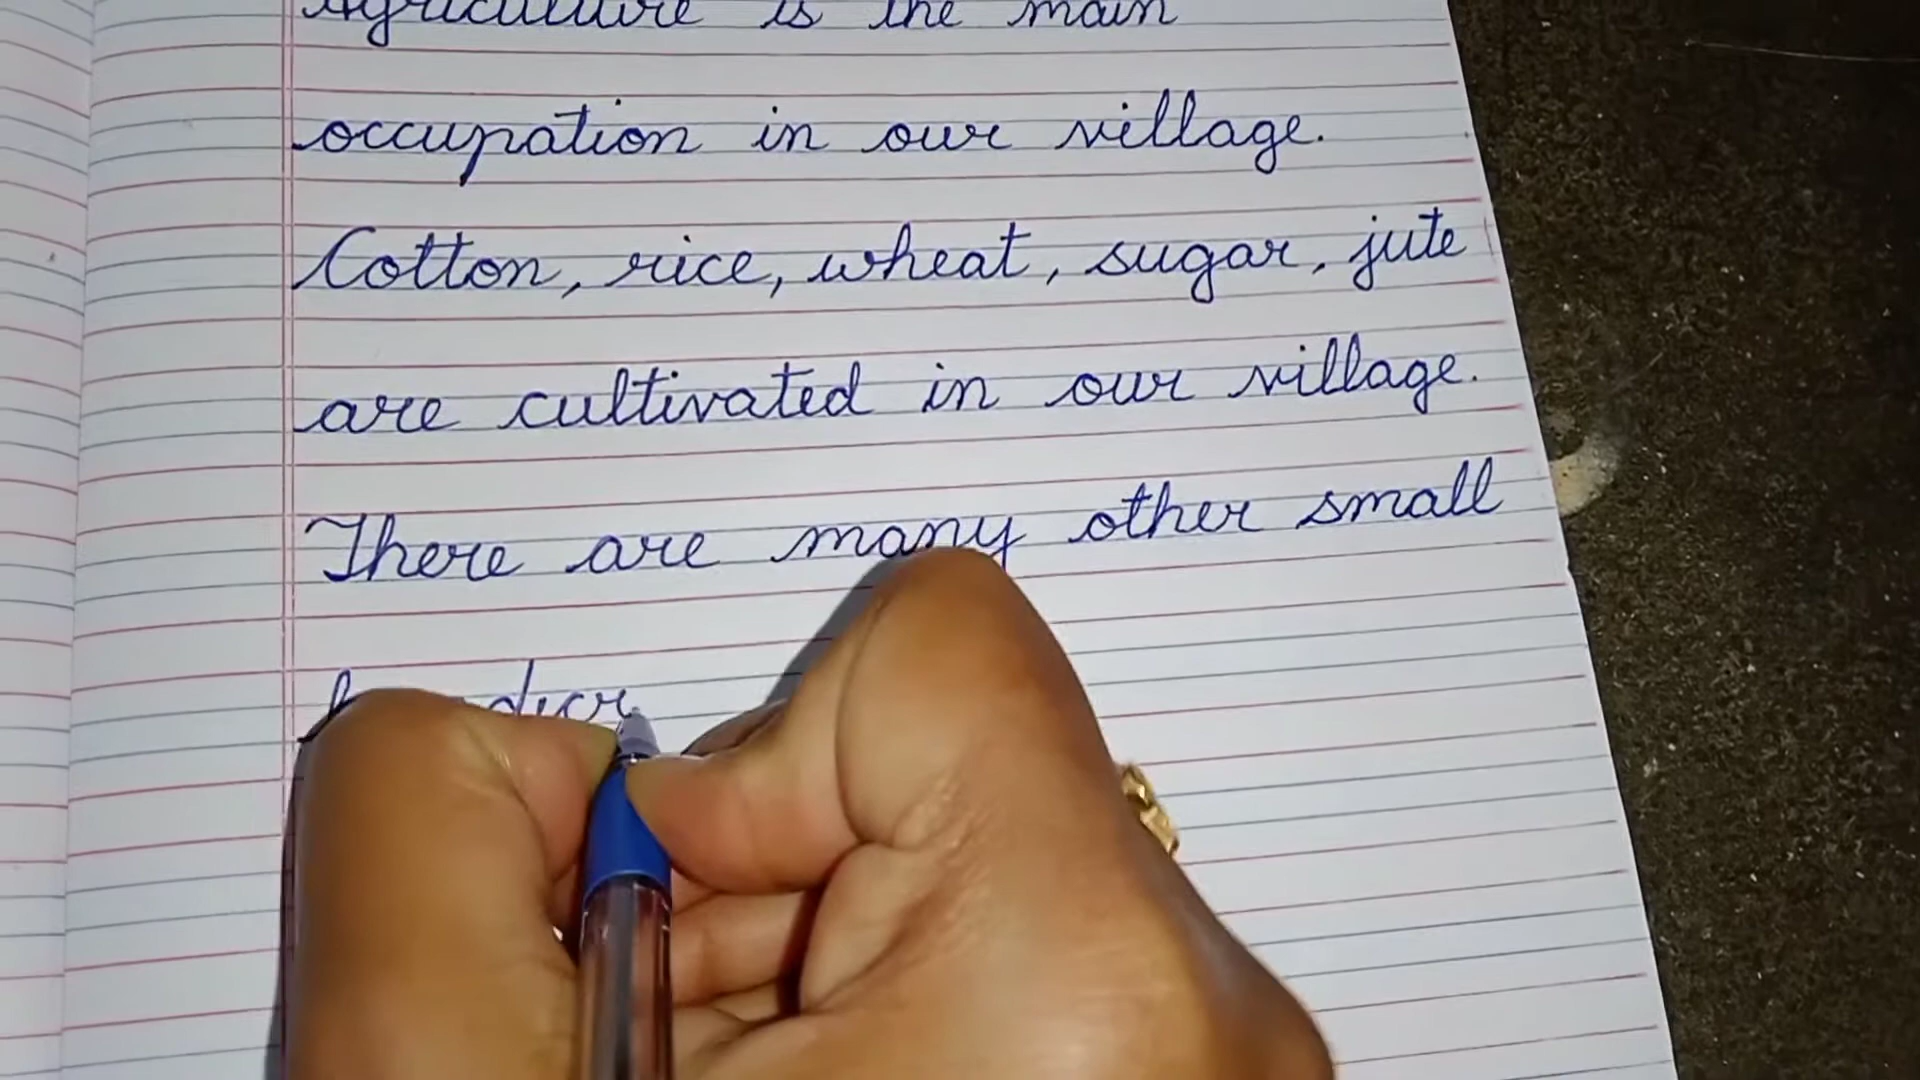 Agriculture is the main
occupation in our village.
Cotton, rice, wheat, sugar, jute
are cultivated in our village.
There are many other small